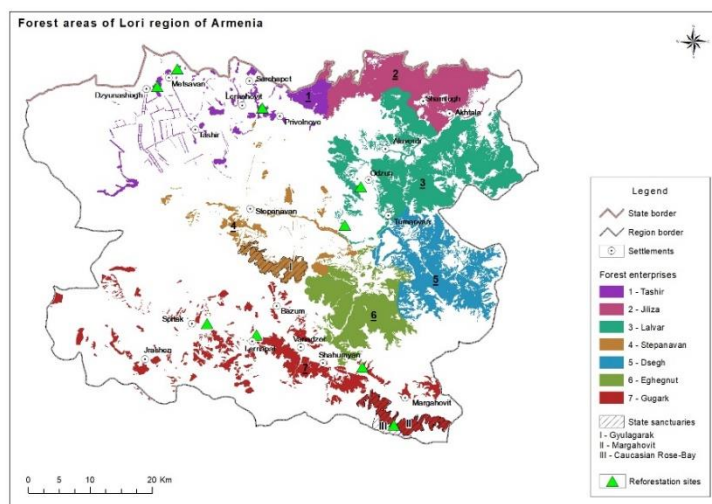 Forest areas of Lori region of Armenia
Metsavan
Sarchapet
Dzyunashogh
Lernahovit
Privolnoye
Tashir
1
2
Shamlugh
Akhtala
Alaverdi
Odzun
3
Tumanyan
Stepanavan
4
I
5
6
Bazum
Spitak
Jrashen
Lernapat
Vanadzor
Shahumyan
7
Margahovit
III
II
0 5 10 20 Km
Legend
State border
Region border
Settlements
Forest enterprises
1 - Tashir
2 - Jiliza
3 - Lalvar
4 - Stepanavan
5 - Dsegh
6 - Eghegnut
7 - Gugark
State sanctuaries
I - Gyulagarak
II - Margahovit
III - Caucasian Rose-Bay
Reforestation sites